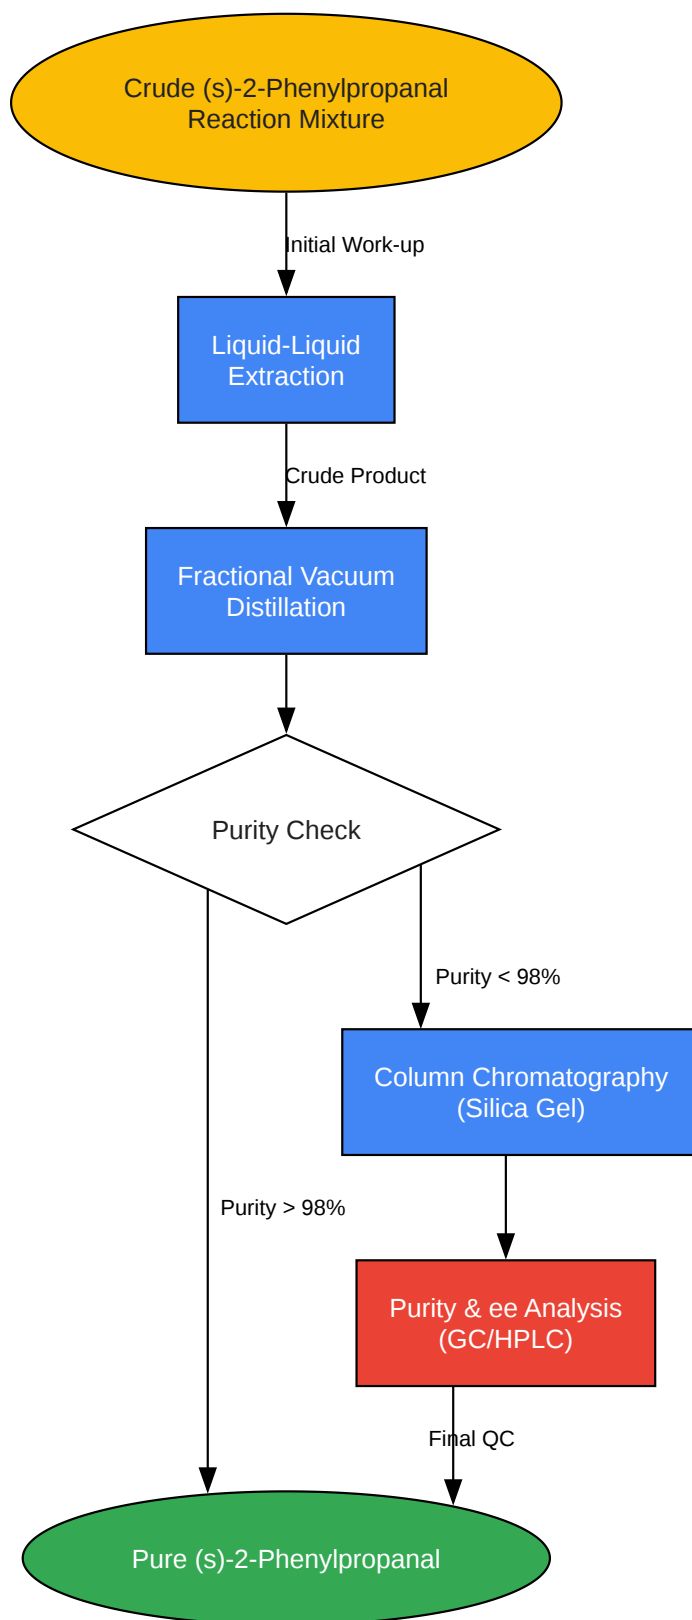 Crude (s)-2-Phenylpropanal
Reaction Mixture
Initial Work-up
Liquid-Liquid
Extraction
Crude Product
Fractional Vacuum
Distillation
Purity Check
Purity < 98%
Column Chromatography
(Silica Gel)
Purity > 98%
Purity & ee Analysis
(GC/HPLC)
Final QC
Pure (s)-2-Phenylpropanal